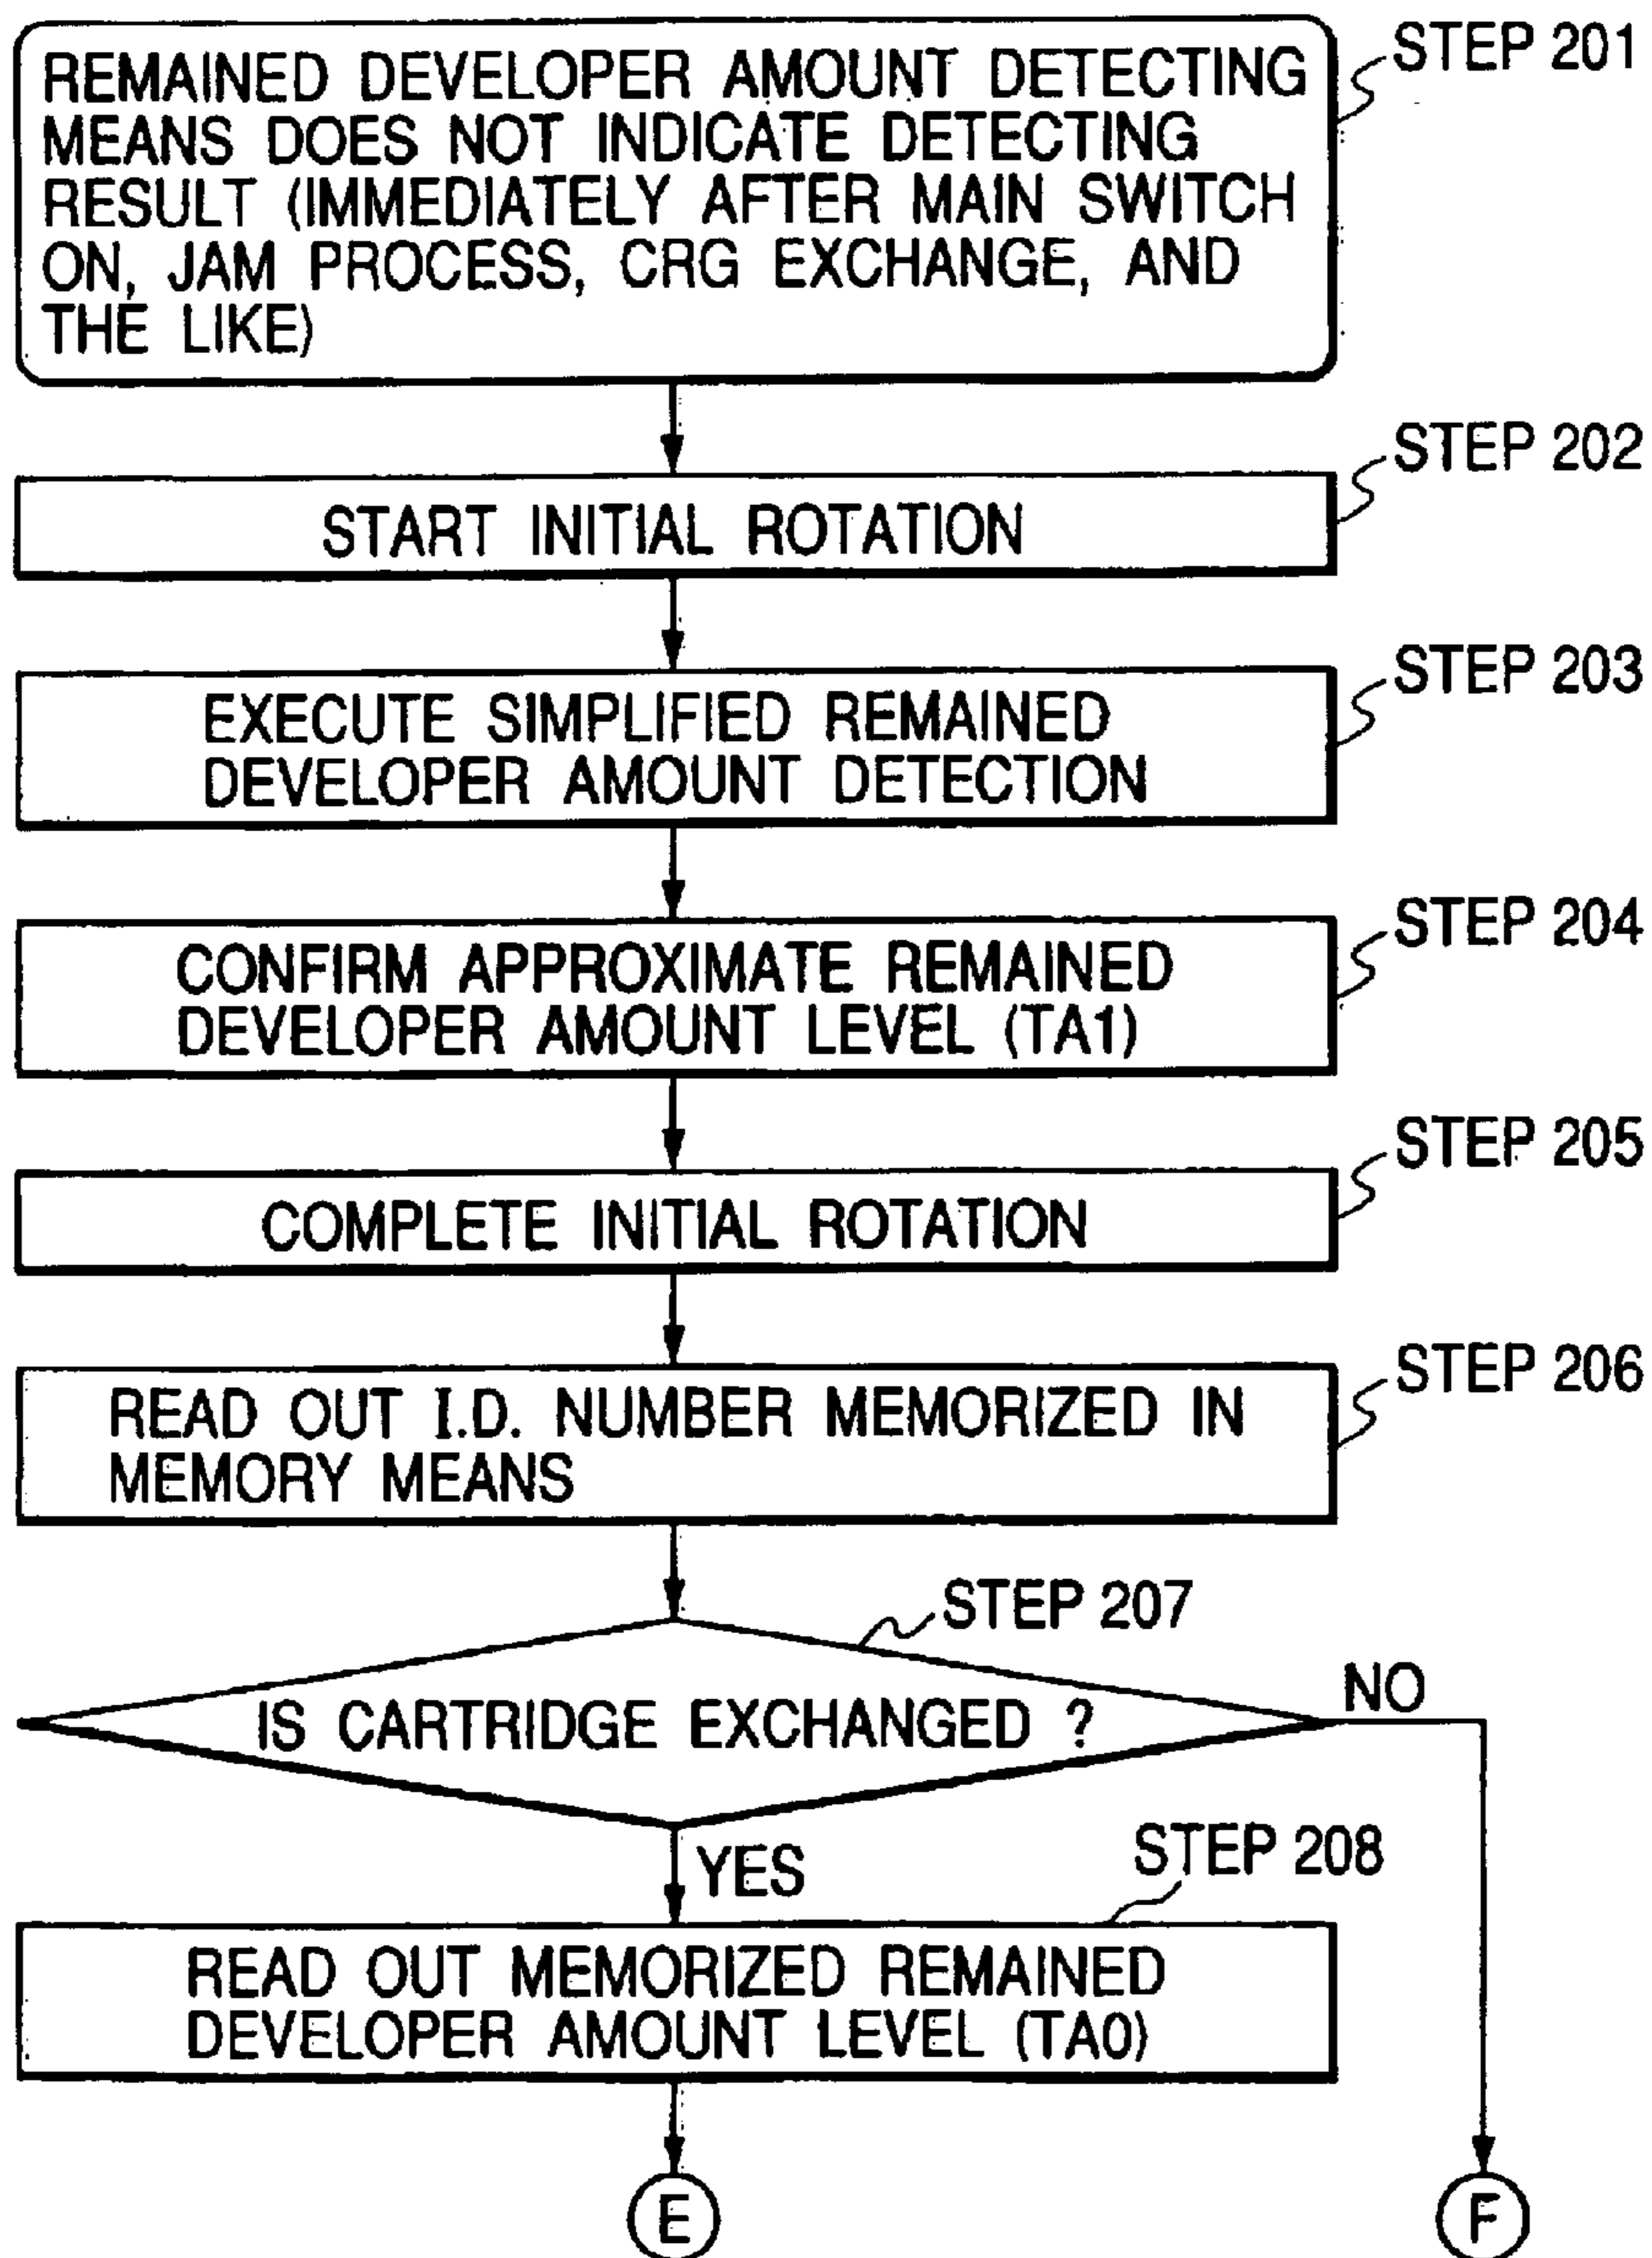 REMAINED DEVELOPER AMOUNT DETECTING
MEANS DOES NOT INDICATE DETECTING
RESULT (IMMEDIATELY AFTER MAIN SWITCH
ON, JAM PROCESS, CRG EXCHANGE, AND
THE LIKE)
STEP 201
STEP 202
START INITIAL ROTATION
STEP 203
EXECUTE SIMPLIFIED REMAINED
DEVELOPER AMOUNT DETECTION
STEP 204
CONFIRM APPROXIMATE REMAINED
DEVELOPER AMOUNT LEVEL (TA1)
STEP 205
COMPLETE INITIAL ROTATION
STEP 206
READ OUT I.D. NUMBER MEMORIZED IN
MEMORY MEANS
STEP 207
IS CARTRIDGE EXCHANGED ?
NO
YES
STEP 208
READ OUT MEMORIZED REMAINED
DEVELOPER AMOUNT LEVEL (TA0)
E
F